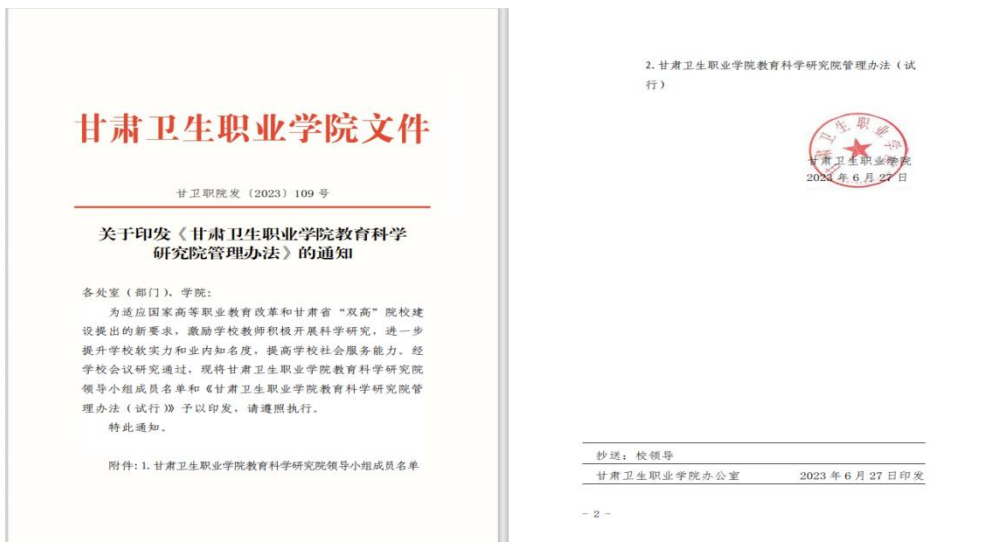 甘肃卫生职业学院文件
甘卫职院发〔2023〕109 号
关于印发《甘肃卫生职业学院教育科学
研究院管理办法》的通知
各处室（部门）、学院：
为适应国家高等职业教育改革和甘肃省“双高”院校建
设提出的新要求，激励学校教师积极开展科学研究，进一步
提升学校软实力和业内知名度，提高学校社会服务能力。经
学校会议研究通过，现将甘肃卫生职业学院教育科学研究院
领导小组成员名单和《甘肃卫生职业学院教育科学研究院管
理办法（试行）》予以印发，请遵照执行。
特此通知。
附件：1. 甘肃卫生职业学院教育科学研究院领导小组成员名单
2. 甘肃卫生职业学院教育科学研究院管理办法（试
行）
甘肃卫生职业学院
甘肃卫生职业学院
2023 年 6 月 27 日
抄送：校领导
甘肃卫生职业学院办公室 2023 年 6 月 27 日印发
- 2 -